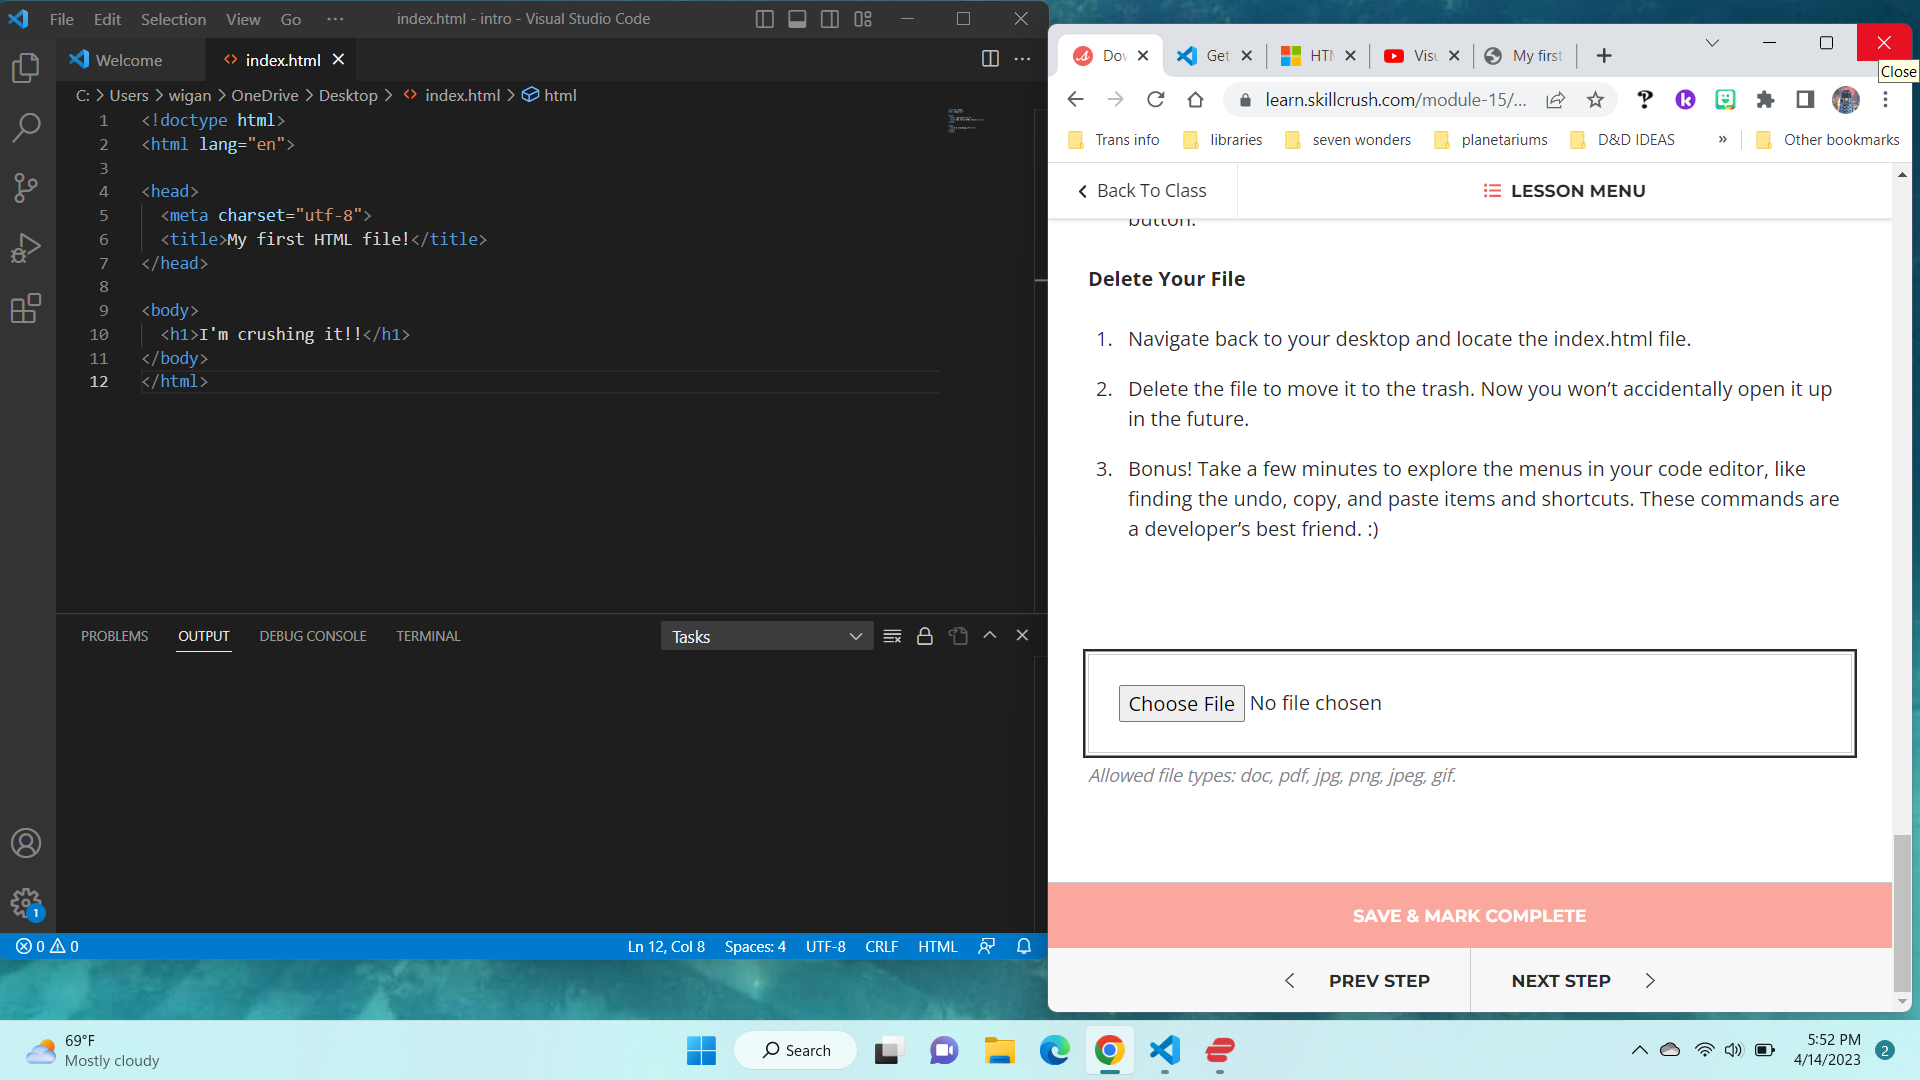 File Edit Selection View Go ··· index.html - intro - Visual Studio Code
Welcome
index.html
C: > Users > wigan > OneDrive > Desktop > index.html > html
1 <!doctype html>
2 <html lang="en">
3
4 <head>
5 <meta charset="utf-8">
6 <title>My first HTML file!</title>
7 </head>
8
9 <body>
10 <h1>I'm crushing it!!</h1>
11 </body>
12 </html>
PROBLEMS OUTPUT DEBUG CONSOLE TERMINAL
Tasks
1
0 0
Ln 12, Col 8 Spaces: 4 UTF-8 CRLF HTML
Close
My first
learn.skillcrush.com/module-15/...
Trans info libraries seven wonders planetariums D&D IDEAS » Other bookmarks
Back To Class
LESSON MENU
button.
Delete Your File
1. Navigate back to your desktop and locate the index.html file.
2. Delete the file to move it to the trash. Now you won’t accidentally open it up
in the future.
3. Bonus! Take a few minutes to explore the menus in your code editor, like
finding the undo, copy, and paste items and shortcuts. These commands are
a developer’s best friend. :)
Choose File No file chosen
Allowed file types: doc, pdf, jpg, png, jpeg, gif.
SAVE & MARK COMPLETE
PREV STEP
NEXT STEP
69°F
Mostly cloudy
Search
5:52 PM
4/14/2023
2